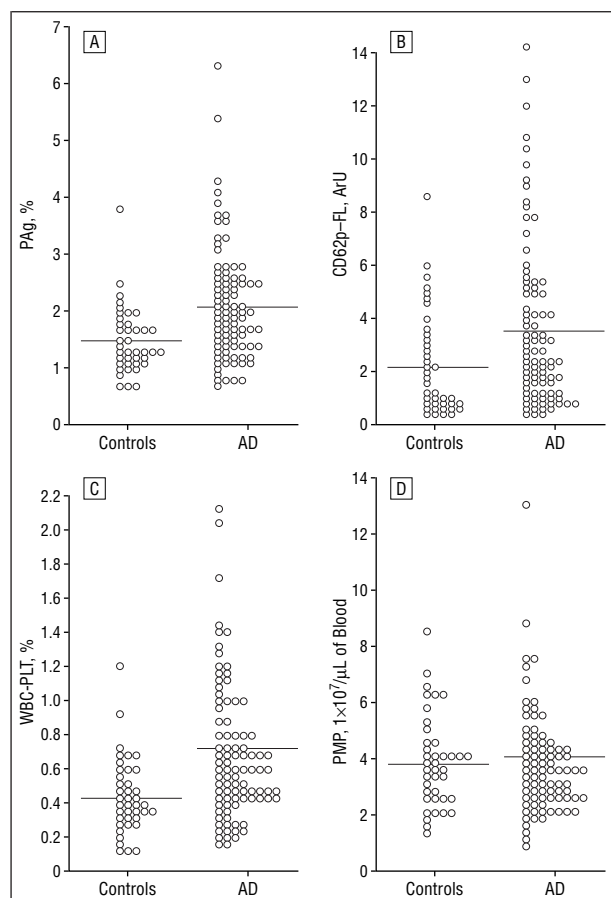 A
PAg, %
7
6
5
4
3
2
1
0
Controls
AD
B
CD62p–FL, ArU
14
12
10
8
6
4
2
0
Controls
AD
C
WBC-PLT, %
2.2
2.0
1.8
1.6
1.4
1.2
1.0
0.8
0.6
0.4
0.2
0
Controls
AD
D
PMP, 1×10⁷/μL of Blood
14
12
10
8
6
4
2
0
Controls
AD